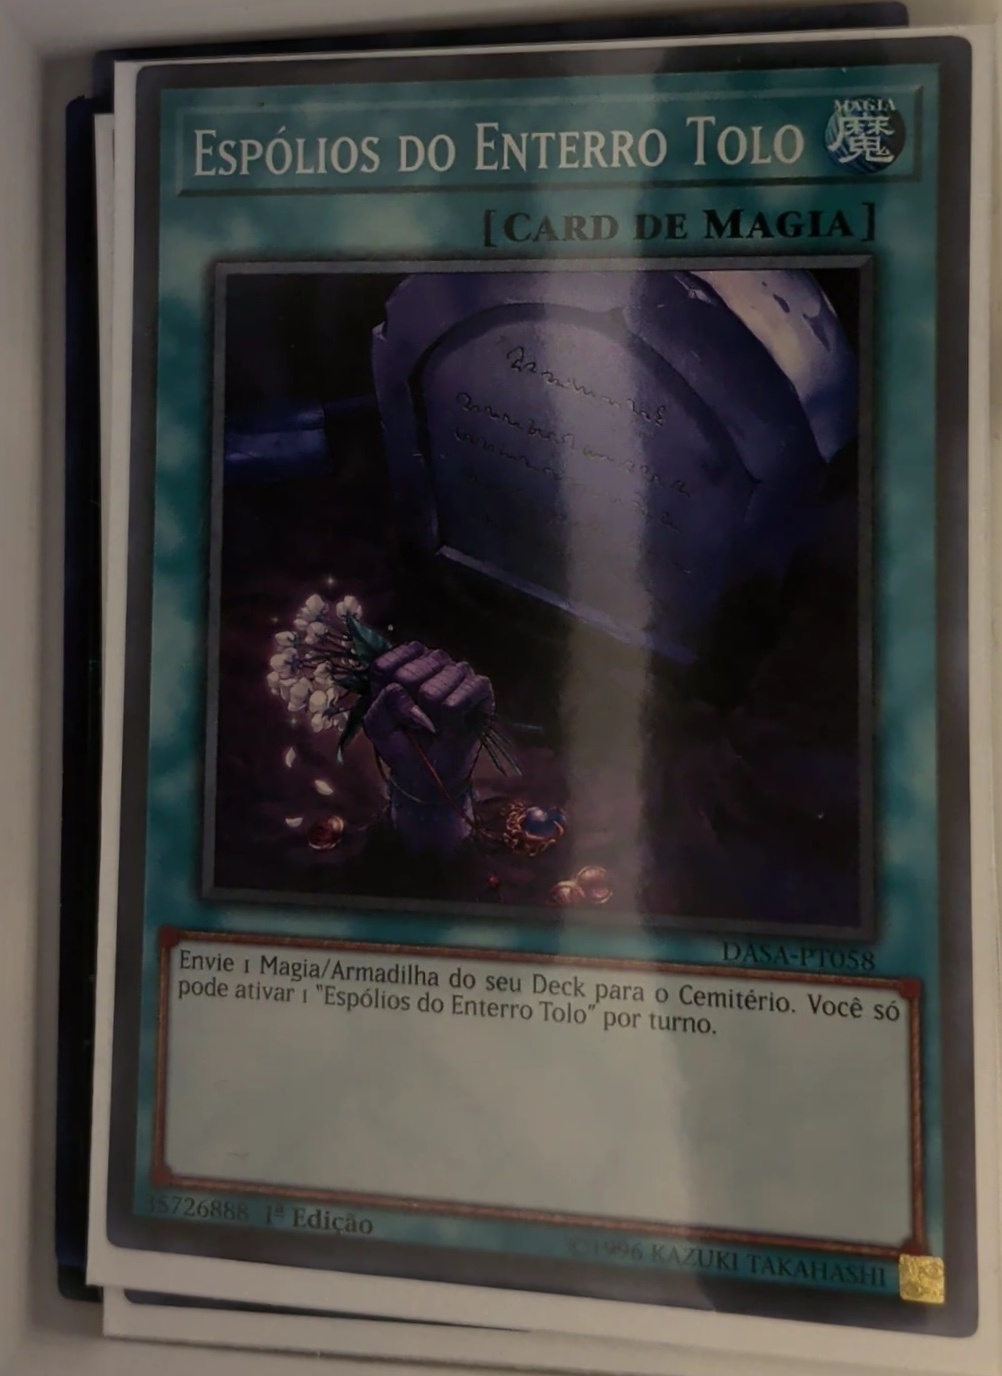 Espólios do Enterro Tolo
MAGIA
魔
[Card de Magia]
DASA-PT058
Envie 1 Magia/Armadilha do seu Deck para o Cemitério. Você só
pode ativar 1 "Espólios do Enterro Tolo" por turno.
35726888 1ª Edição
©1996 KAZUKI TAKAHASHI